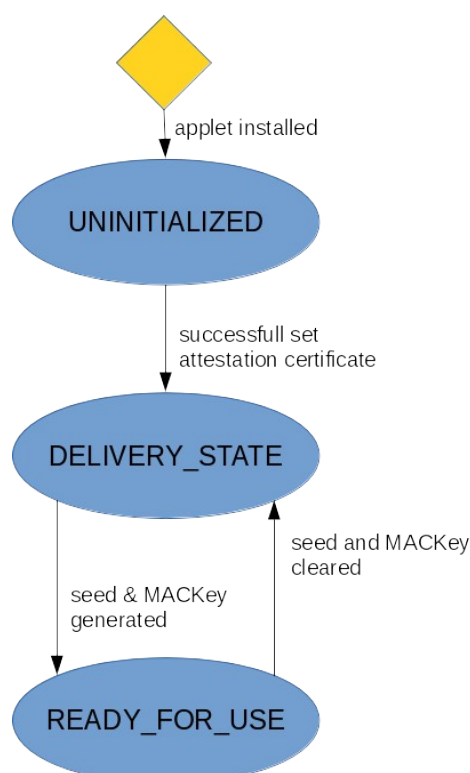 applet installed
UNINITIALIZED
successfull set
attestation certificate
DELIVERY_STATE
seed and MACKey
cleared
seed & MACKey
generated
READY_FOR_USE